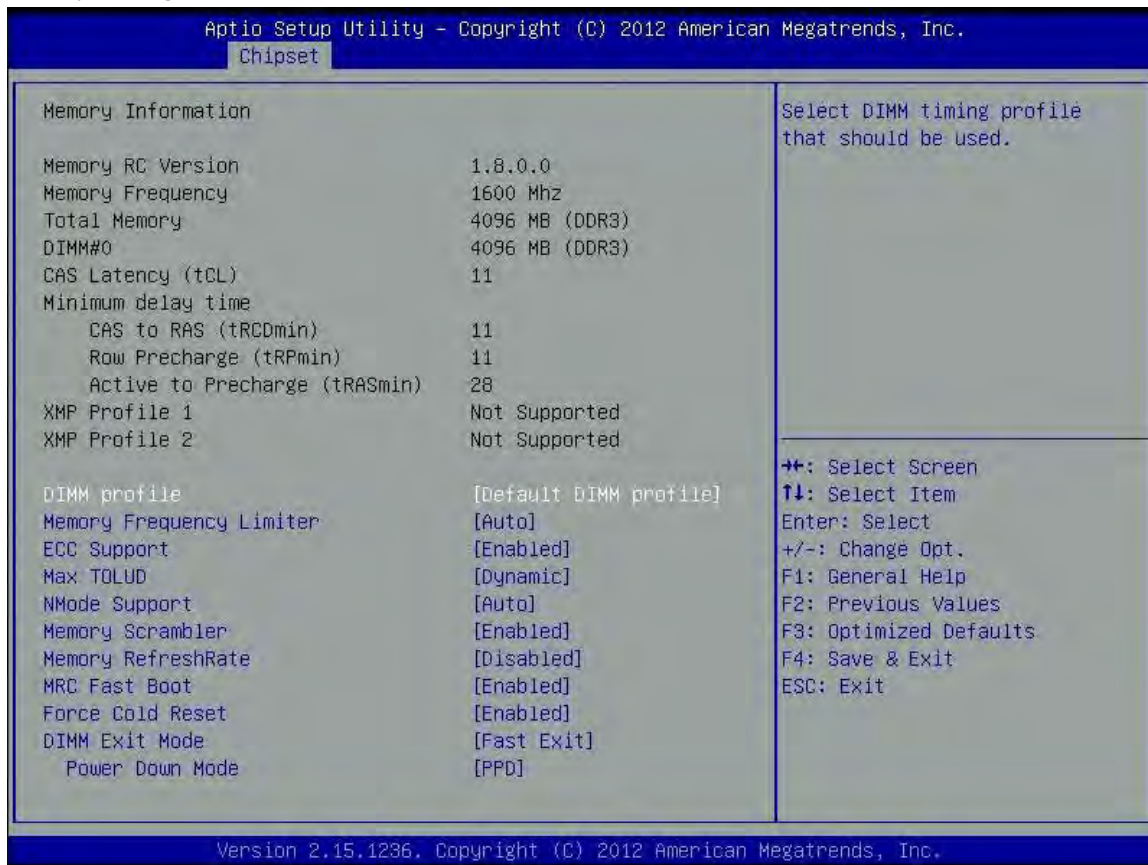 Aptio Setup Utility – Copyright (C) 2012 American Megatrends, Inc.
Chipset
Memory Information
Memory RC Version 1.8.0.0
Memory Frequency 1600 Mhz
Total Memory 4096 MB (DDR3)
DIMM#0 4096 MB (DDR3)
CAS Latency (tCL) 11
Minimum delay time
CAS to RAS (tRCDmin) 11
Row Precharge (tRPmin) 11
Active to Precharge (tRASmin) 28
XMP Profile 1 Not Supported
XMP Profile 2 Not Supported
DIMM profile [Default DIMM profile]
Memory Frequency Limiter [Auto]
ECC Support [Enabled]
Max TOLUD [Dynamic]
NMode Support [Auto]
Memory Scrambler [Enabled]
Memory RefreshRate [Disabled]
MRC Fast Boot [Enabled]
Force Cold Reset [Enabled]
DIMM Exit Mode [Fast Exit]
Power Down Mode [PPD]
Select DIMM timing profile
that should be used.
→←: Select Screen
↑↓: Select Item
Enter: Select
+/-: Change Opt.
F1: General Help
F2: Previous Values
F3: Optimized Defaults
F4: Save & Exit
ESC: Exit
Version 2.15.1236. Copyright (C) 2012 American Megatrends, Inc.